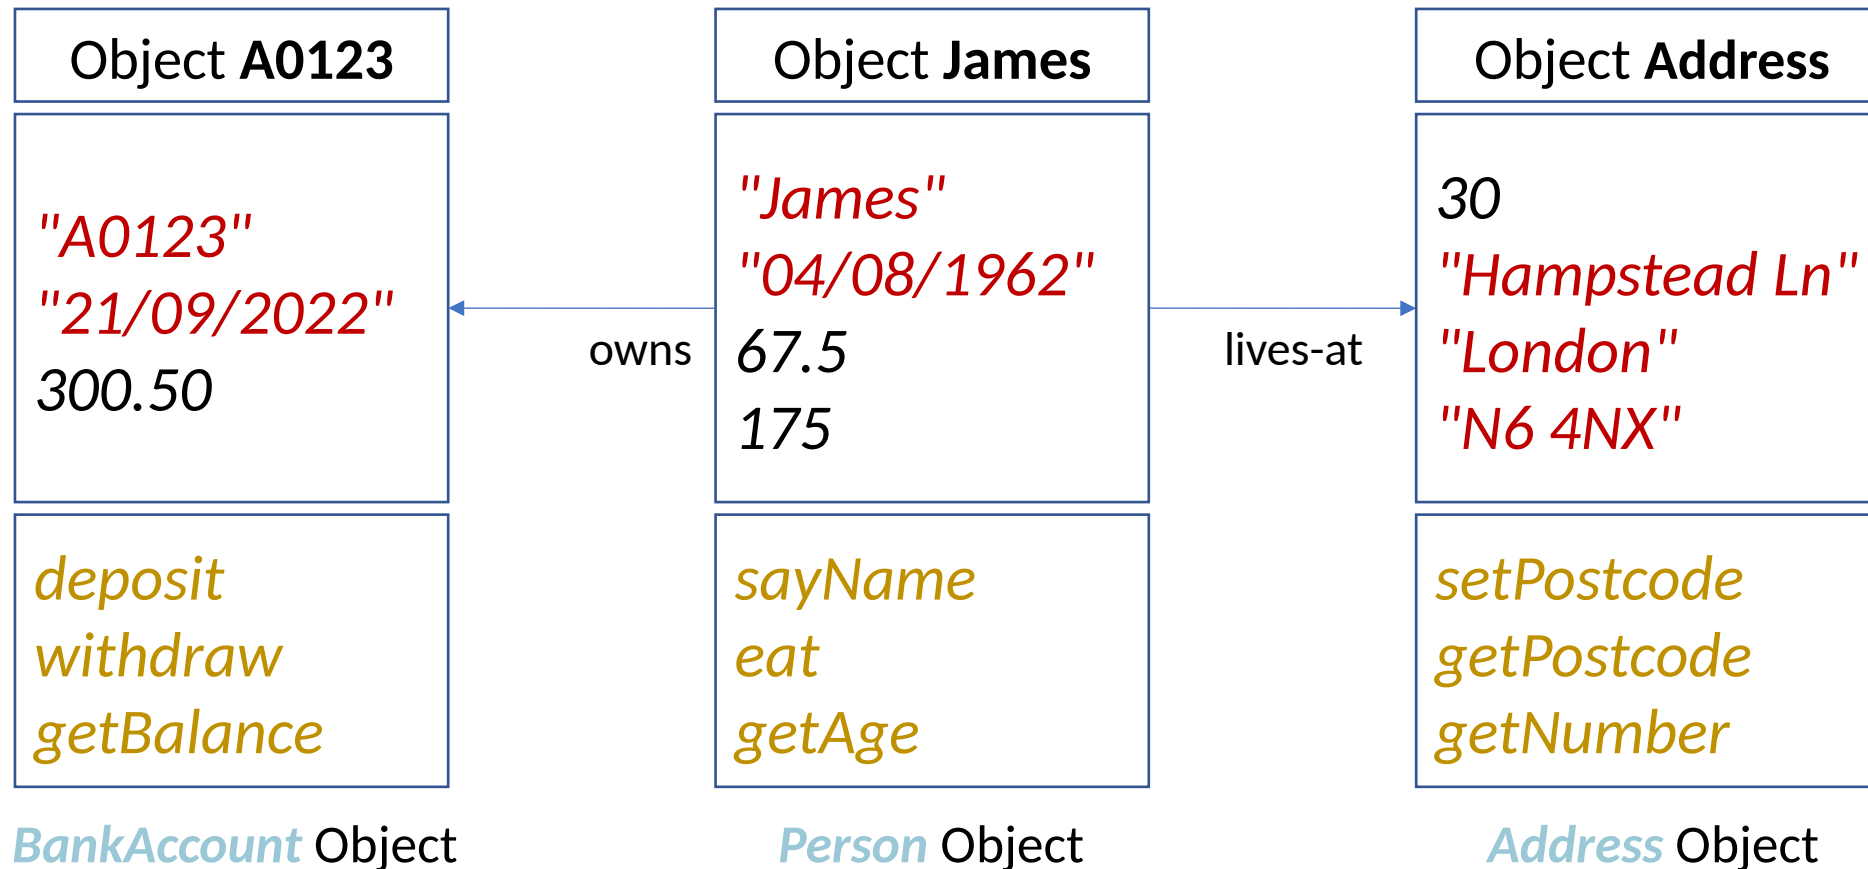 Object A0123
"A0123"
"21/09/2022"
300.50
deposit
withdraw
getBalance
BankAccount Object
owns
Object James
"James"
"04/08/1962"
67.5
175
sayName
eat
getAge
Person Object
lives-at
Object Address
30
"Hampstead Ln"
"London"
"N6 4NX"
setPostcode
getPostcode
getNumber
Address Object